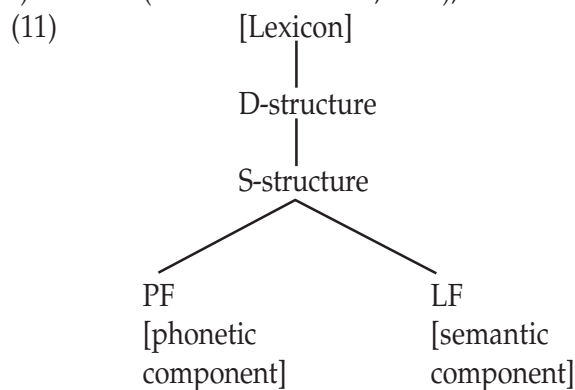 (11) [Lexicon]
D-structure
S-structure
PF LF
[phonetic [semantic
component] component]